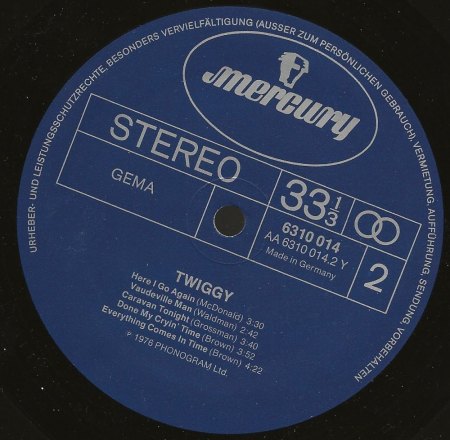 URHEBER- UND LEISTUNGSSCHUTZRECHTE, BESONDERS VERVIELFÄLTIGUNG (AUSSER ZUM PERSÖNLICHEN GEBRAUCH), VERMIETUNG, AUFFÜHRUNG, SENDUNG VORBEHALTEN
mercury
STEREO
GEMA
33 1/3
6310 014
AA 6310 014.2 Y
Made in Germany
2
TWIGGY
Here I Go Again (McDonald) 3:30
Vaudeville Man (Waldman) 2:42
Caravan Tonight (Grossman) 3:40
Done My Cryin' Time (Brown) 3:52
Everything Comes In Time (Brown) 4:22
℗ 1976 PHONOGRAM Ltd.